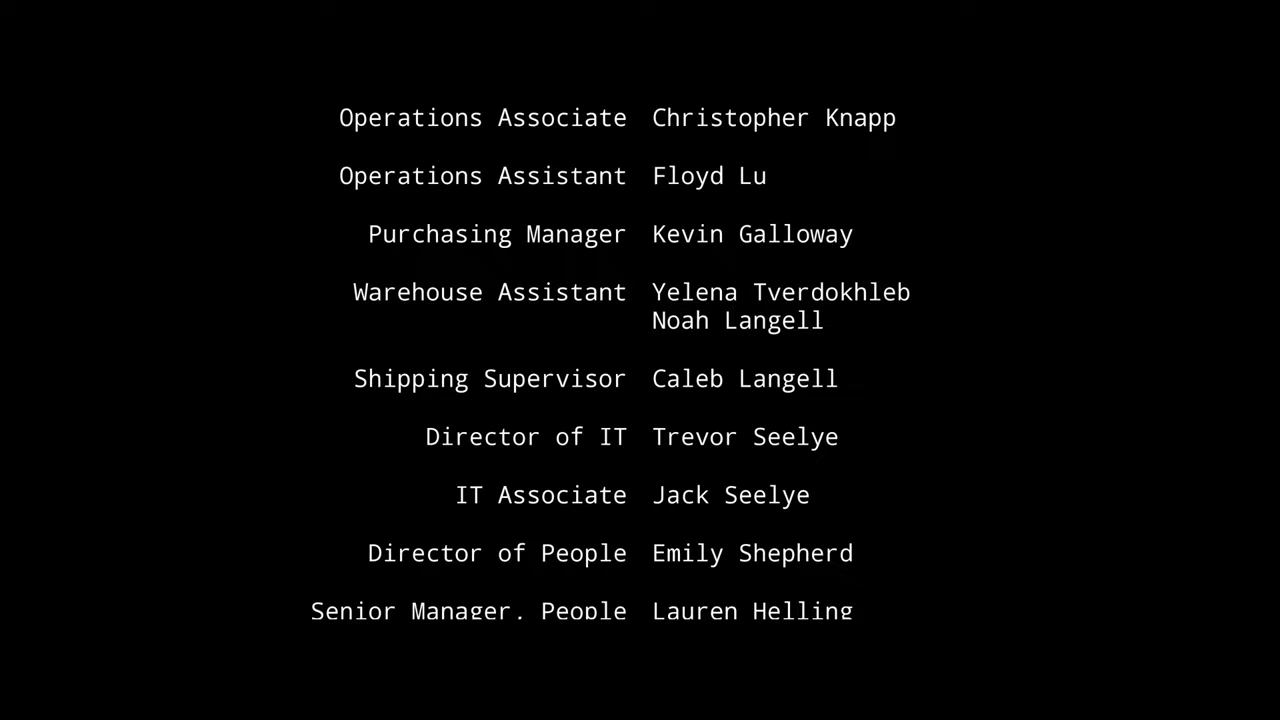 Operations Associate Christopher Knapp
Operations Assistant Floyd Lu
Purchasing Manager Kevin Galloway
Warehouse Assistant Yelena Tverdokhleb
Noah Langell
Shipping Supervisor Caleb Langell
Director of IT Trevor Seelye
IT Associate Jack Seelye
Director of People Emily Shepherd
Senior Manager, People Lauren Helling